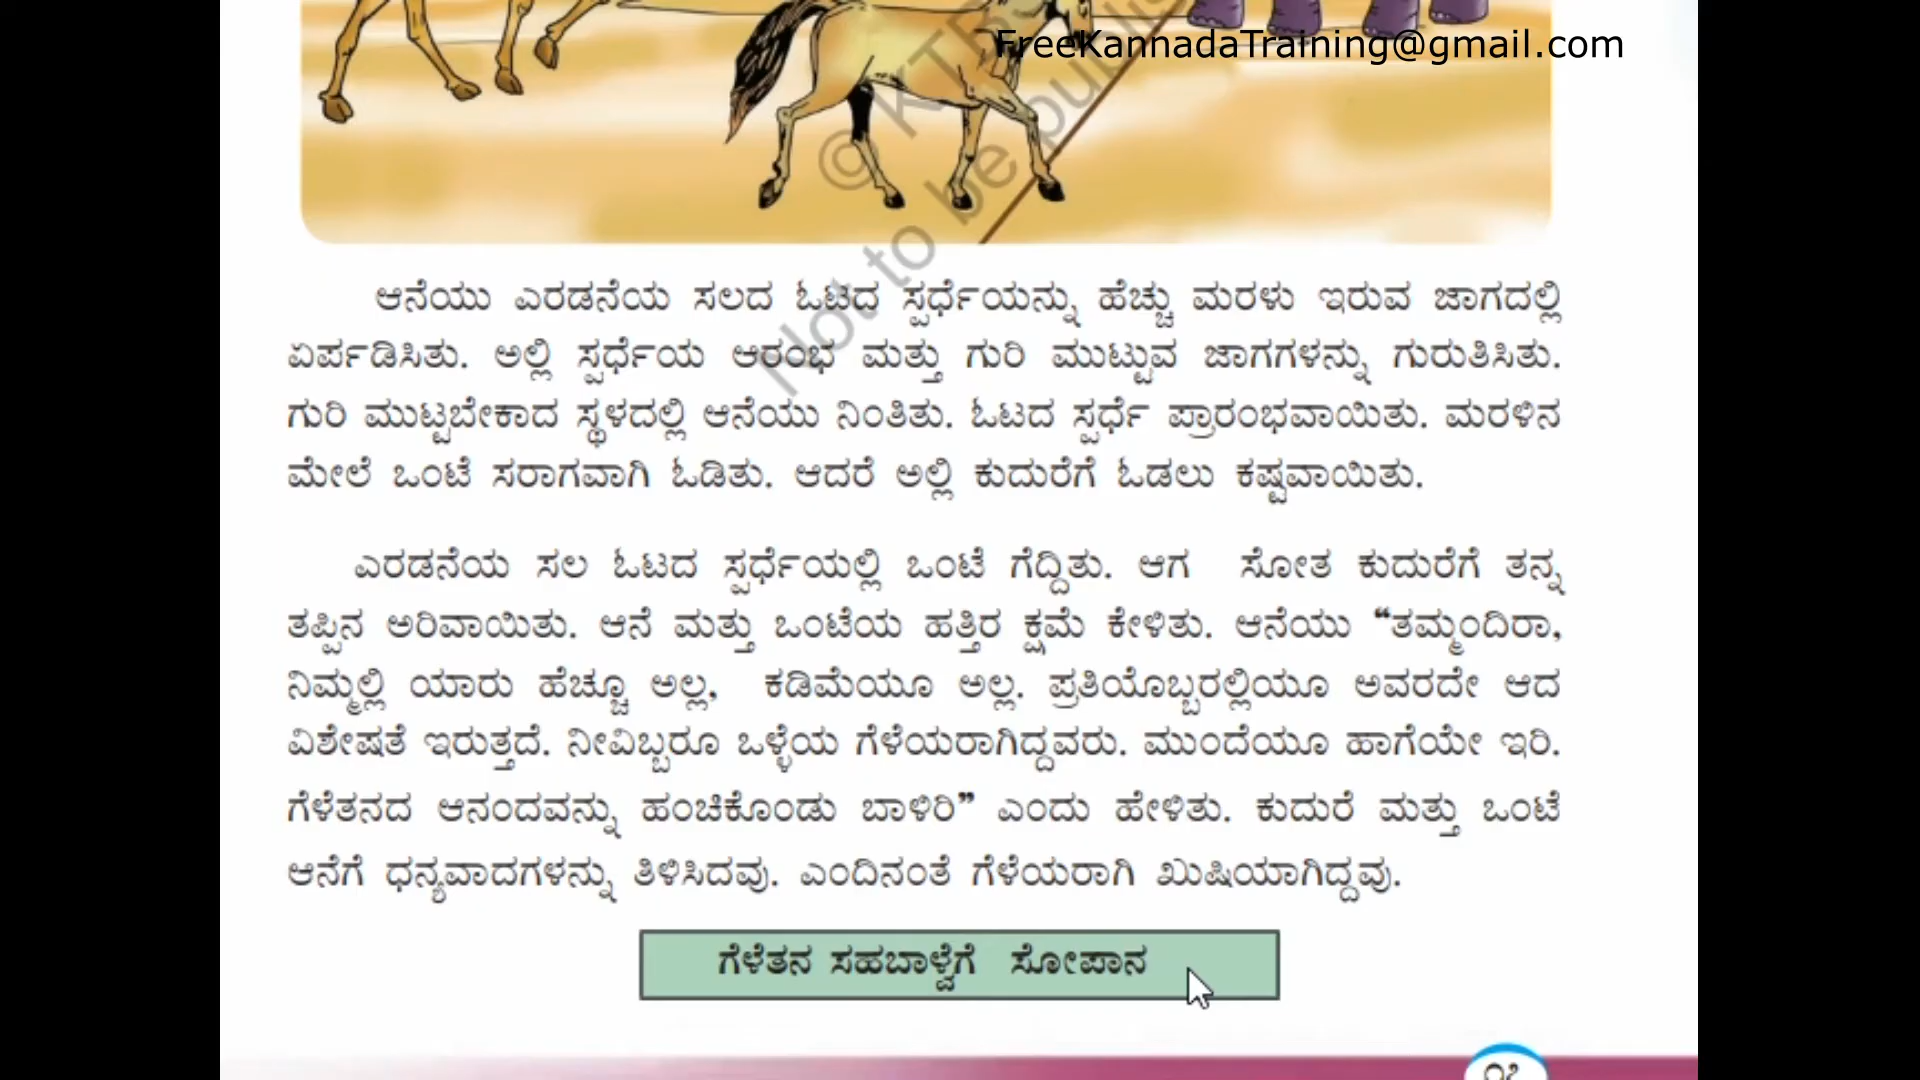 FreeKannadaTraining@gmail.com
© KTBS
Not to be
ಆನೆಯು ಎರಡನೆಯ ಸಲದ ಓಟದ ಸ್ಪರ್ಧೆಯನ್ನು ಹೆಚ್ಚು ಮರಳು ಇರುವ ಜಾಗದಲ್ಲಿ
ಏರ್ಪಡಿಸಿತು. ಅಲ್ಲಿ ಸ್ಪರ್ಧೆಯ ಆರಂಭ ಮತ್ತು ಗುರಿ ಮುಟ್ಟುವ ಜಾಗಗಳನ್ನು ಗುರುತಿಸಿತು.
ಗುರಿ ಮುಟ್ಟಬೇಕಾದ ಸ್ಥಳದಲ್ಲಿ ಆನೆಯು ನಿಂತಿತು. ಓಟದ ಸ್ಪರ್ಧೆ ಪ್ರಾರಂಭವಾಯಿತು. ಮರಳಿನ
ಮೇಲೆ ಒಂಟೆ ಸರಾಗವಾಗಿ ಓಡಿತು. ಆದರೆ ಅಲ್ಲಿ ಕುದುರೆಗೆ ಓಡಲು ಕಷ್ಟವಾಯಿತು.
ಎರಡನೆಯ ಸಲ ಓಟದ ಸ್ಪರ್ಧೆಯಲ್ಲಿ ಒಂಟೆ ಗೆದ್ದಿತು. ಆಗ ಸೋತ ಕುದುರೆಗೆ ತನ್ನ
ತಪ್ಪಿನ ಅರಿವಾಯಿತು. ಆನೆ ಮತ್ತು ಒಂಟೆಯ ಹತ್ತಿರ ಕ್ಷಮೆ ಕೇಳಿತು. ಆನೆಯು “ತಮ್ಮಂದಿರಾ,
ನಿಮ್ಮಲ್ಲಿ ಯಾರು ಹೆಚ್ಚೂ ಅಲ್ಲ, ಕಡಿಮೆಯೂ ಅಲ್ಲ. ಪ್ರತಿಯೊಬ್ಬರಲ್ಲಿಯೂ ಅವರದೇ ಆದ
ವಿಶೇಷತೆ ಇರುತ್ತದೆ. ನೀವಿಬ್ಬರೂ ಒಳ್ಳೆಯ ಗೆಳೆಯರಾಗಿದ್ದವರು. ಮುಂದೆಯೂ ಹಾಗೆಯೇ ಇರಿ.
ಗೆಳೆತನದ ಆನಂದವನ್ನು ಹಂಚಿಕೊಂಡು ಬಾಳಿರಿ” ಎಂದು ಹೇಳಿತು. ಕುದುರೆ ಮತ್ತು ಒಂಟೆ
ಆನೆಗೆ ಧನ್ಯವಾದಗಳನ್ನು ತಿಳಿಸಿದವು. ಎಂದಿನಂತೆ ಗೆಳೆಯರಾಗಿ ಖುಷಿಯಾಗಿದ್ದವು.
ಗೆಳೆತನ ಸಹಬಾಳ್ವೆಗೆ ಸೋಪಾನ